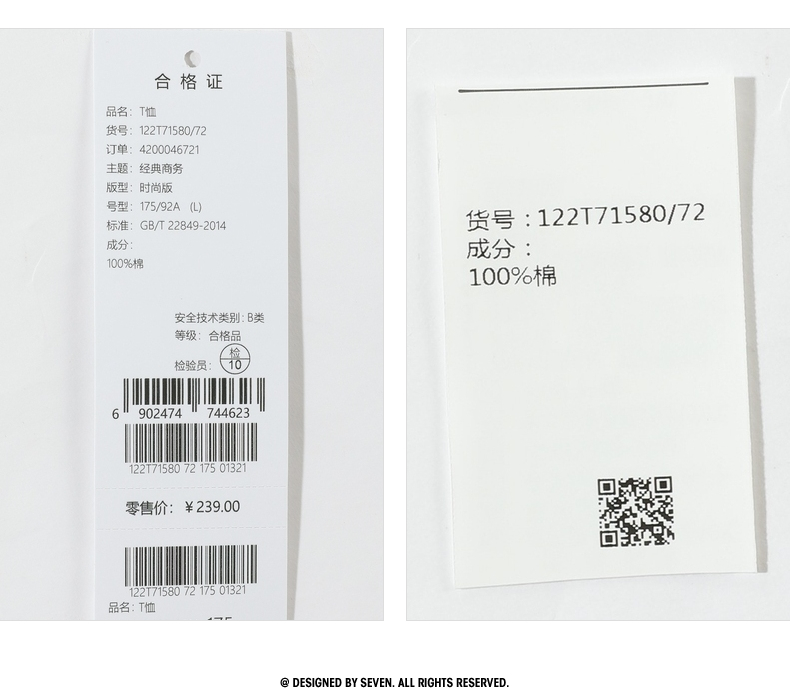 合格证
品名：T恤
货号：122T71580/72
订单：4200046721
主题：经典商务
版型：时尚版
号型：175/92A (L)
标准：GB/T 22849-2014
成分：
100%棉
安全技术类别：B类
等级：合格品
检验员：检10
6 902474 744623
122T71580 72 175 01321
零售价：￥239.00
122T71580 72 175 01321
品名：T恤
货号：122T71580/72
成分：
100%棉
@ DESIGNED BY SEVEN. ALL RIGHTS RESERVED.